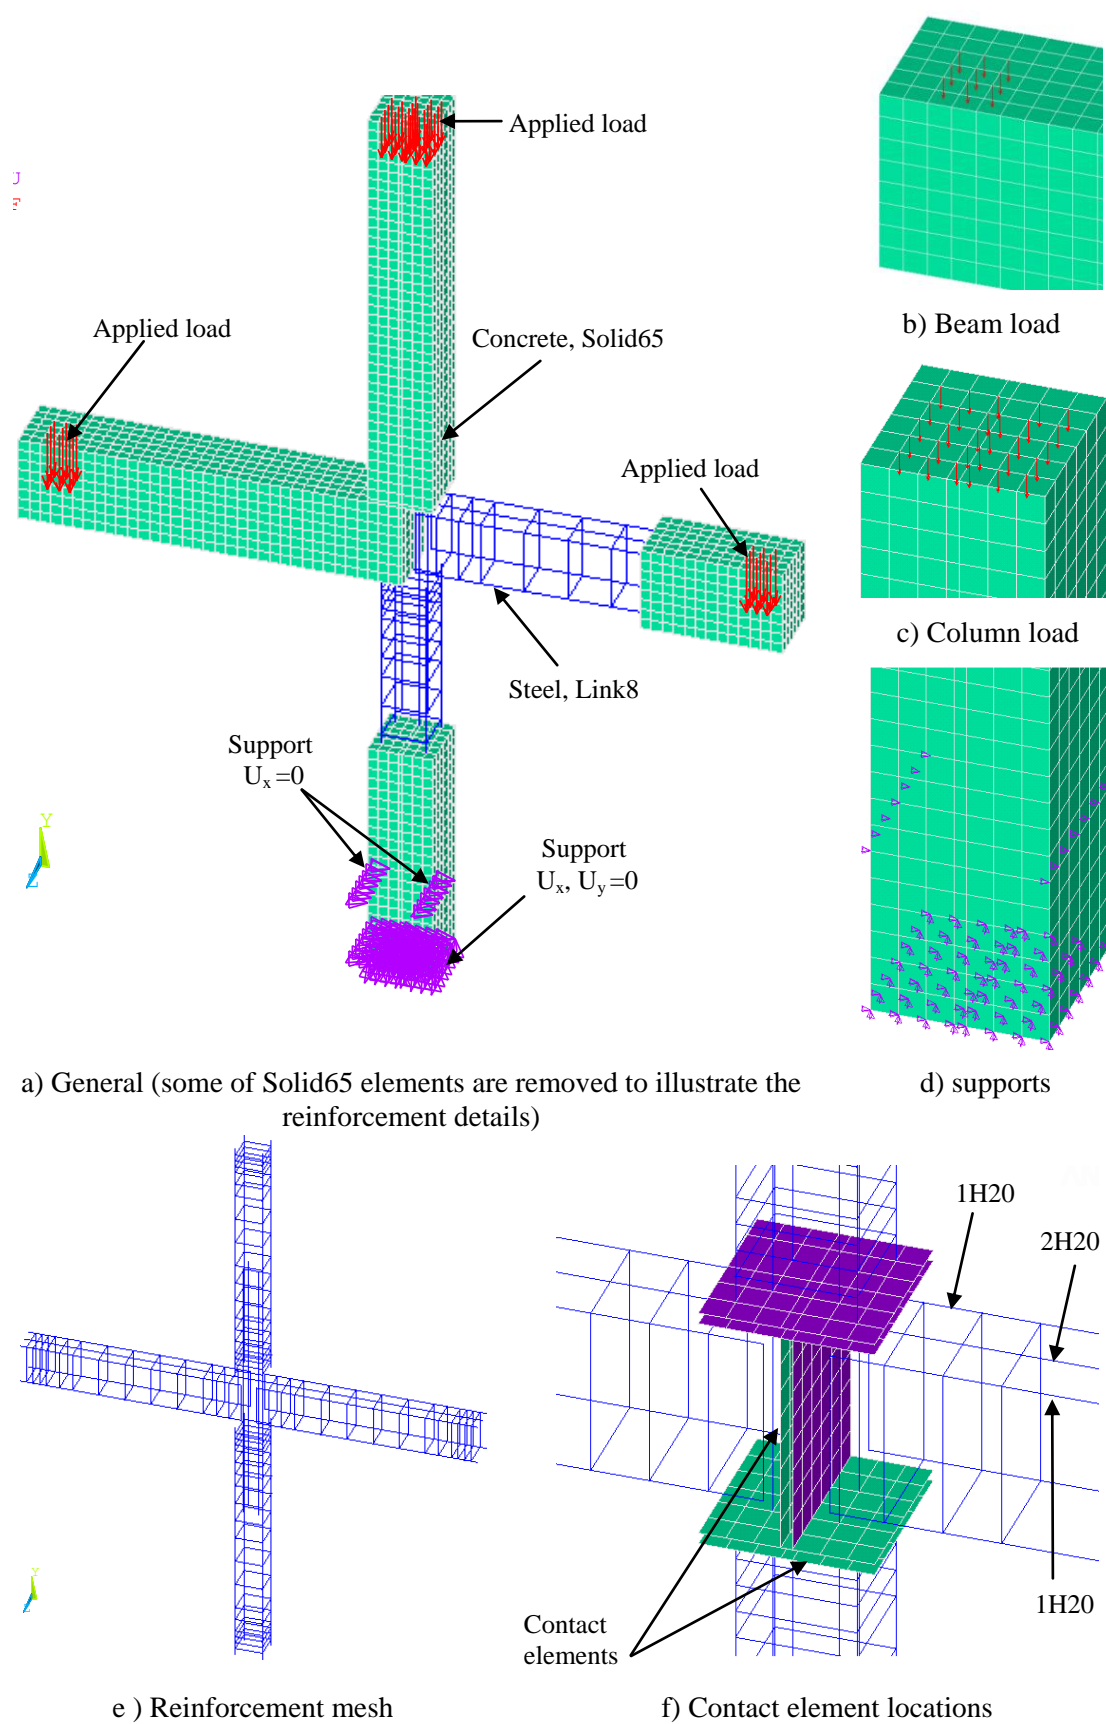 Applied load
U
Applied load
Concrete, Solid65
b) Beam load
Applied load
c) Column load
Steel, Link8
Support
Uₓ =0
Support
Uₓ, Uᵧ=0
Y
Z
a) General (some of Solid65 elements are removed to illustrate the
reinforcement details)
d) supports
1H20
2H20
1H20
Y
Z
Contact
elements
e ) Reinforcement mesh
f) Contact element locations